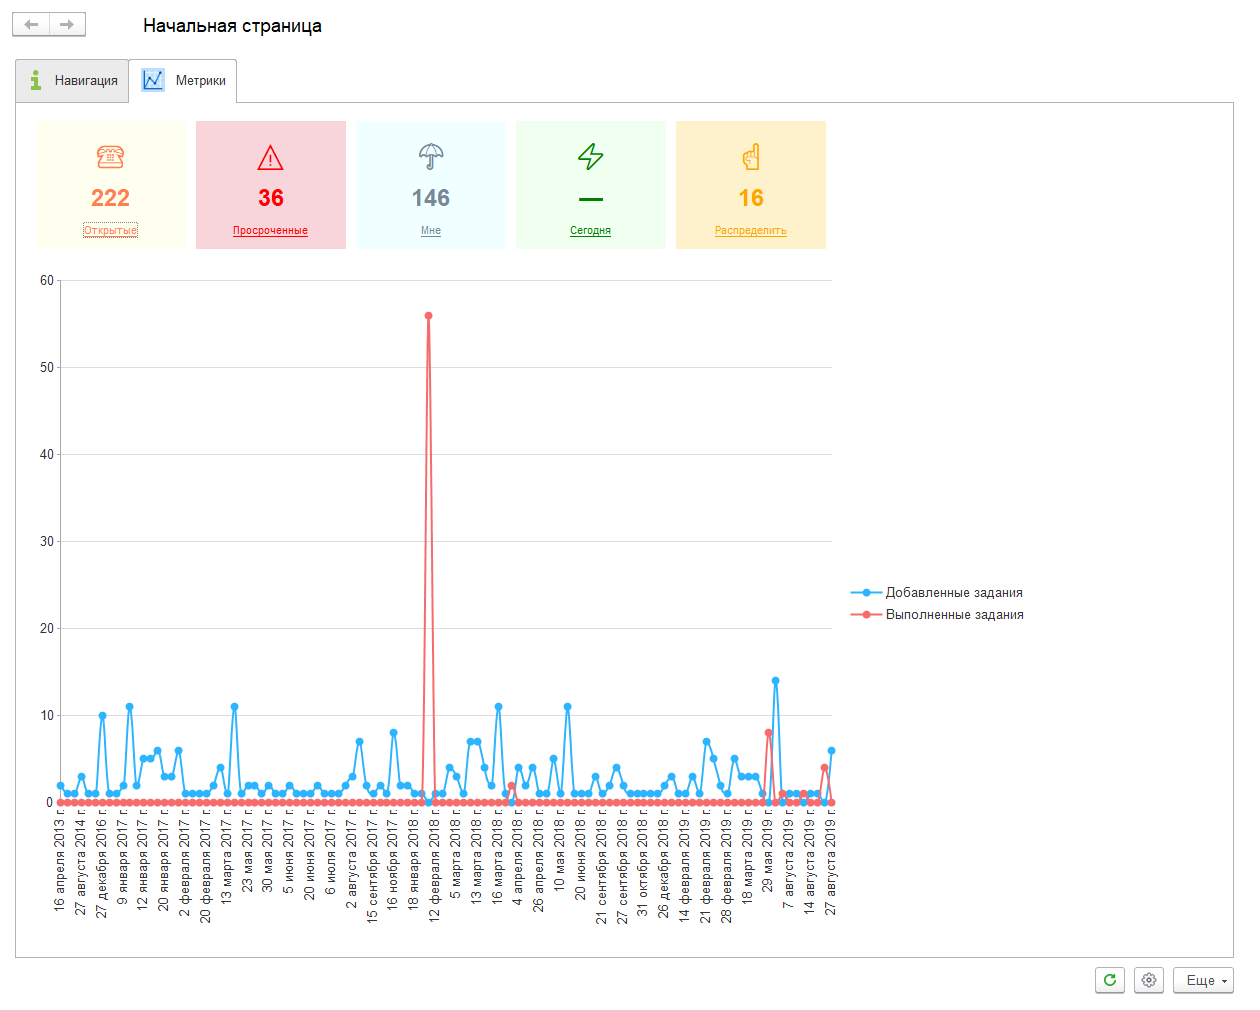 Начальная страница
Навигация
Метрики
222
36
146
—
16
Открытые
Просроченные
Мне
Сегодня
Распределить
60
50
40
30
20
10
0
Добавленные задания
Выполненные задания
16 апреля 2013 г.
27 августа 2014 г.
27 декабря 2016 г.
9 января 2017 г.
12 января 2017 г.
20 января 2017 г.
2 февраля 2017 г.
20 февраля 2017 г.
13 марта 2017 г.
23 мая 2017 г.
30 мая 2017 г.
5 июня 2017 г.
20 июня 2017 г.
6 июля 2017 г.
2 августа 2017 г.
15 сентября 2017 г.
16 ноября 2017 г.
18 января 2018 г.
12 февраля 2018 г.
5 марта 2018 г.
13 марта 2018 г.
16 марта 2018 г.
4 апреля 2018 г.
26 апреля 2018 г.
10 мая 2018 г.
20 июня 2018 г.
21 сентября 2018 г.
27 сентября 2018 г.
31 октября 2018 г.
26 декабря 2018 г.
14 февраля 2019 г.
21 февраля 2019 г.
28 февраля 2019 г.
18 марта 2019 г.
29 мая 2019 г.
7 августа 2019 г.
14 августа 2019 г.
27 августа 2019 г.
Еще